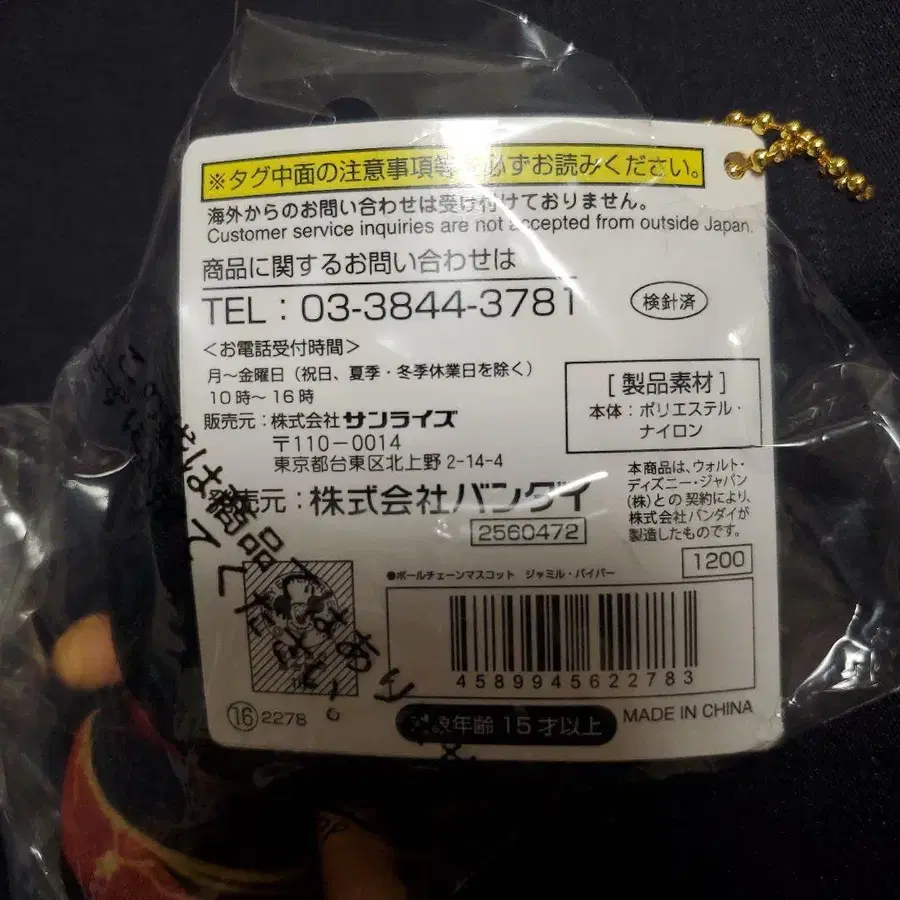 ※タグ中面の注意事項等 必ずお読みください。
海外からのお問い合わせは受け付けておりません。
Customer service inquiries are not accepted from outside Japan.
商品に関するお問い合わせは
TEL：03-3844-3781
検針済
＜お電話受付時間＞
月～金曜日（祝日、夏季・冬季休業日を除く）
10時～16時
販売元：株式会社サンライズ
〒110-0014
東京都台東区北上野2-14-4
[製品素材]
本体：ポリエステル・
ナイロン
発売元：株式会社バンダイ
2560472
本商品は、ウォルト・
ディズニー・ジャパン
(株)との契約により、
株式会社バンダイが
製造したものです。
1200
●ボールチェーンマスコット ジャミル・バイパー
4589945622783
⑯2278
対象年齢15才以上
MADE IN CHINA